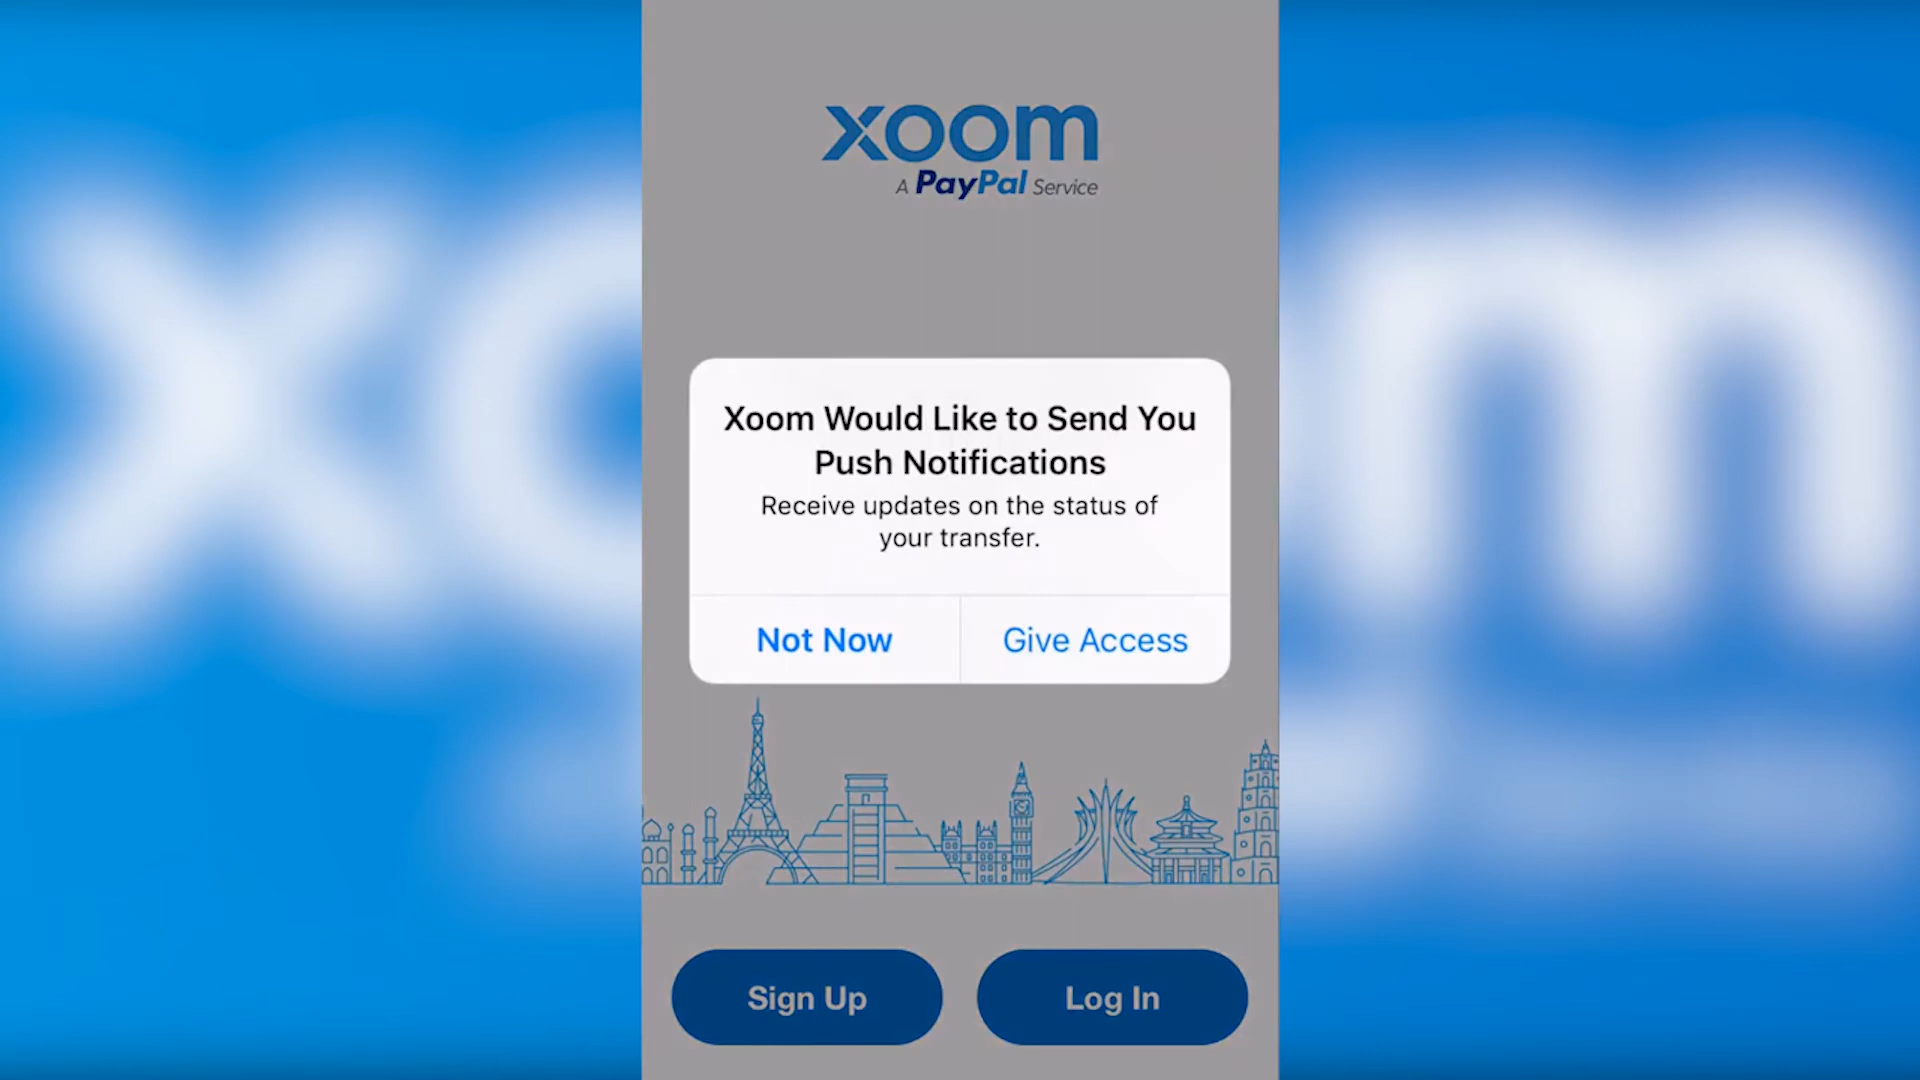 xoom
A PayPal Service
Xoom Would Like to Send You
Push Notifications
Receive updates on the status of
your transfer.
Not Now
Give Access
Sign Up
Log In